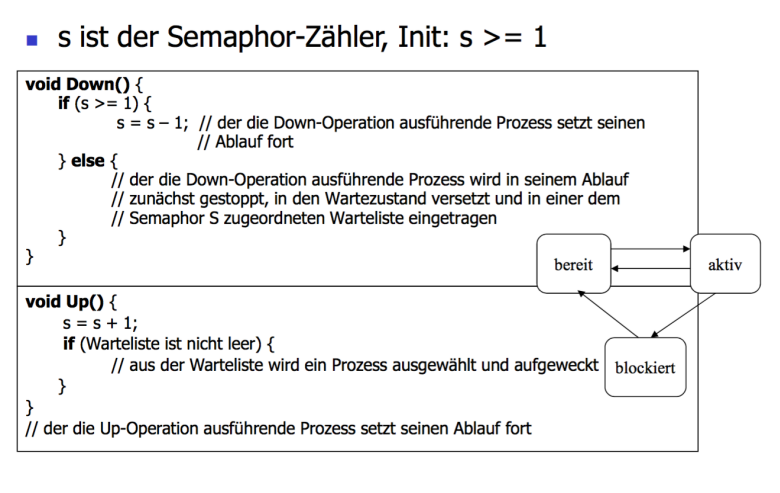 s ist der Semaphor-Zähler, Init: s >= 1
void Down() {
if (s >= 1) {
s = s – 1; // der die Down-Operation ausführende Prozess setzt seinen
// Ablauf fort
} else {
// der die Down-Operation ausführende Prozess wird in seinem Ablauf
// zunächst gestoppt, in den Wartezustand versetzt und in einer dem
// Semaphor S zugeordneten Warteliste eingetragen
}
}
bereit
aktiv
void Up() {
s = s + 1;
if (Warteliste ist nicht leer) {
// aus der Warteliste wird ein Prozess ausgewählt und aufgeweckt
blockiert
}
}
// der die Up-Operation ausführende Prozess setzt seinen Ablauf fort